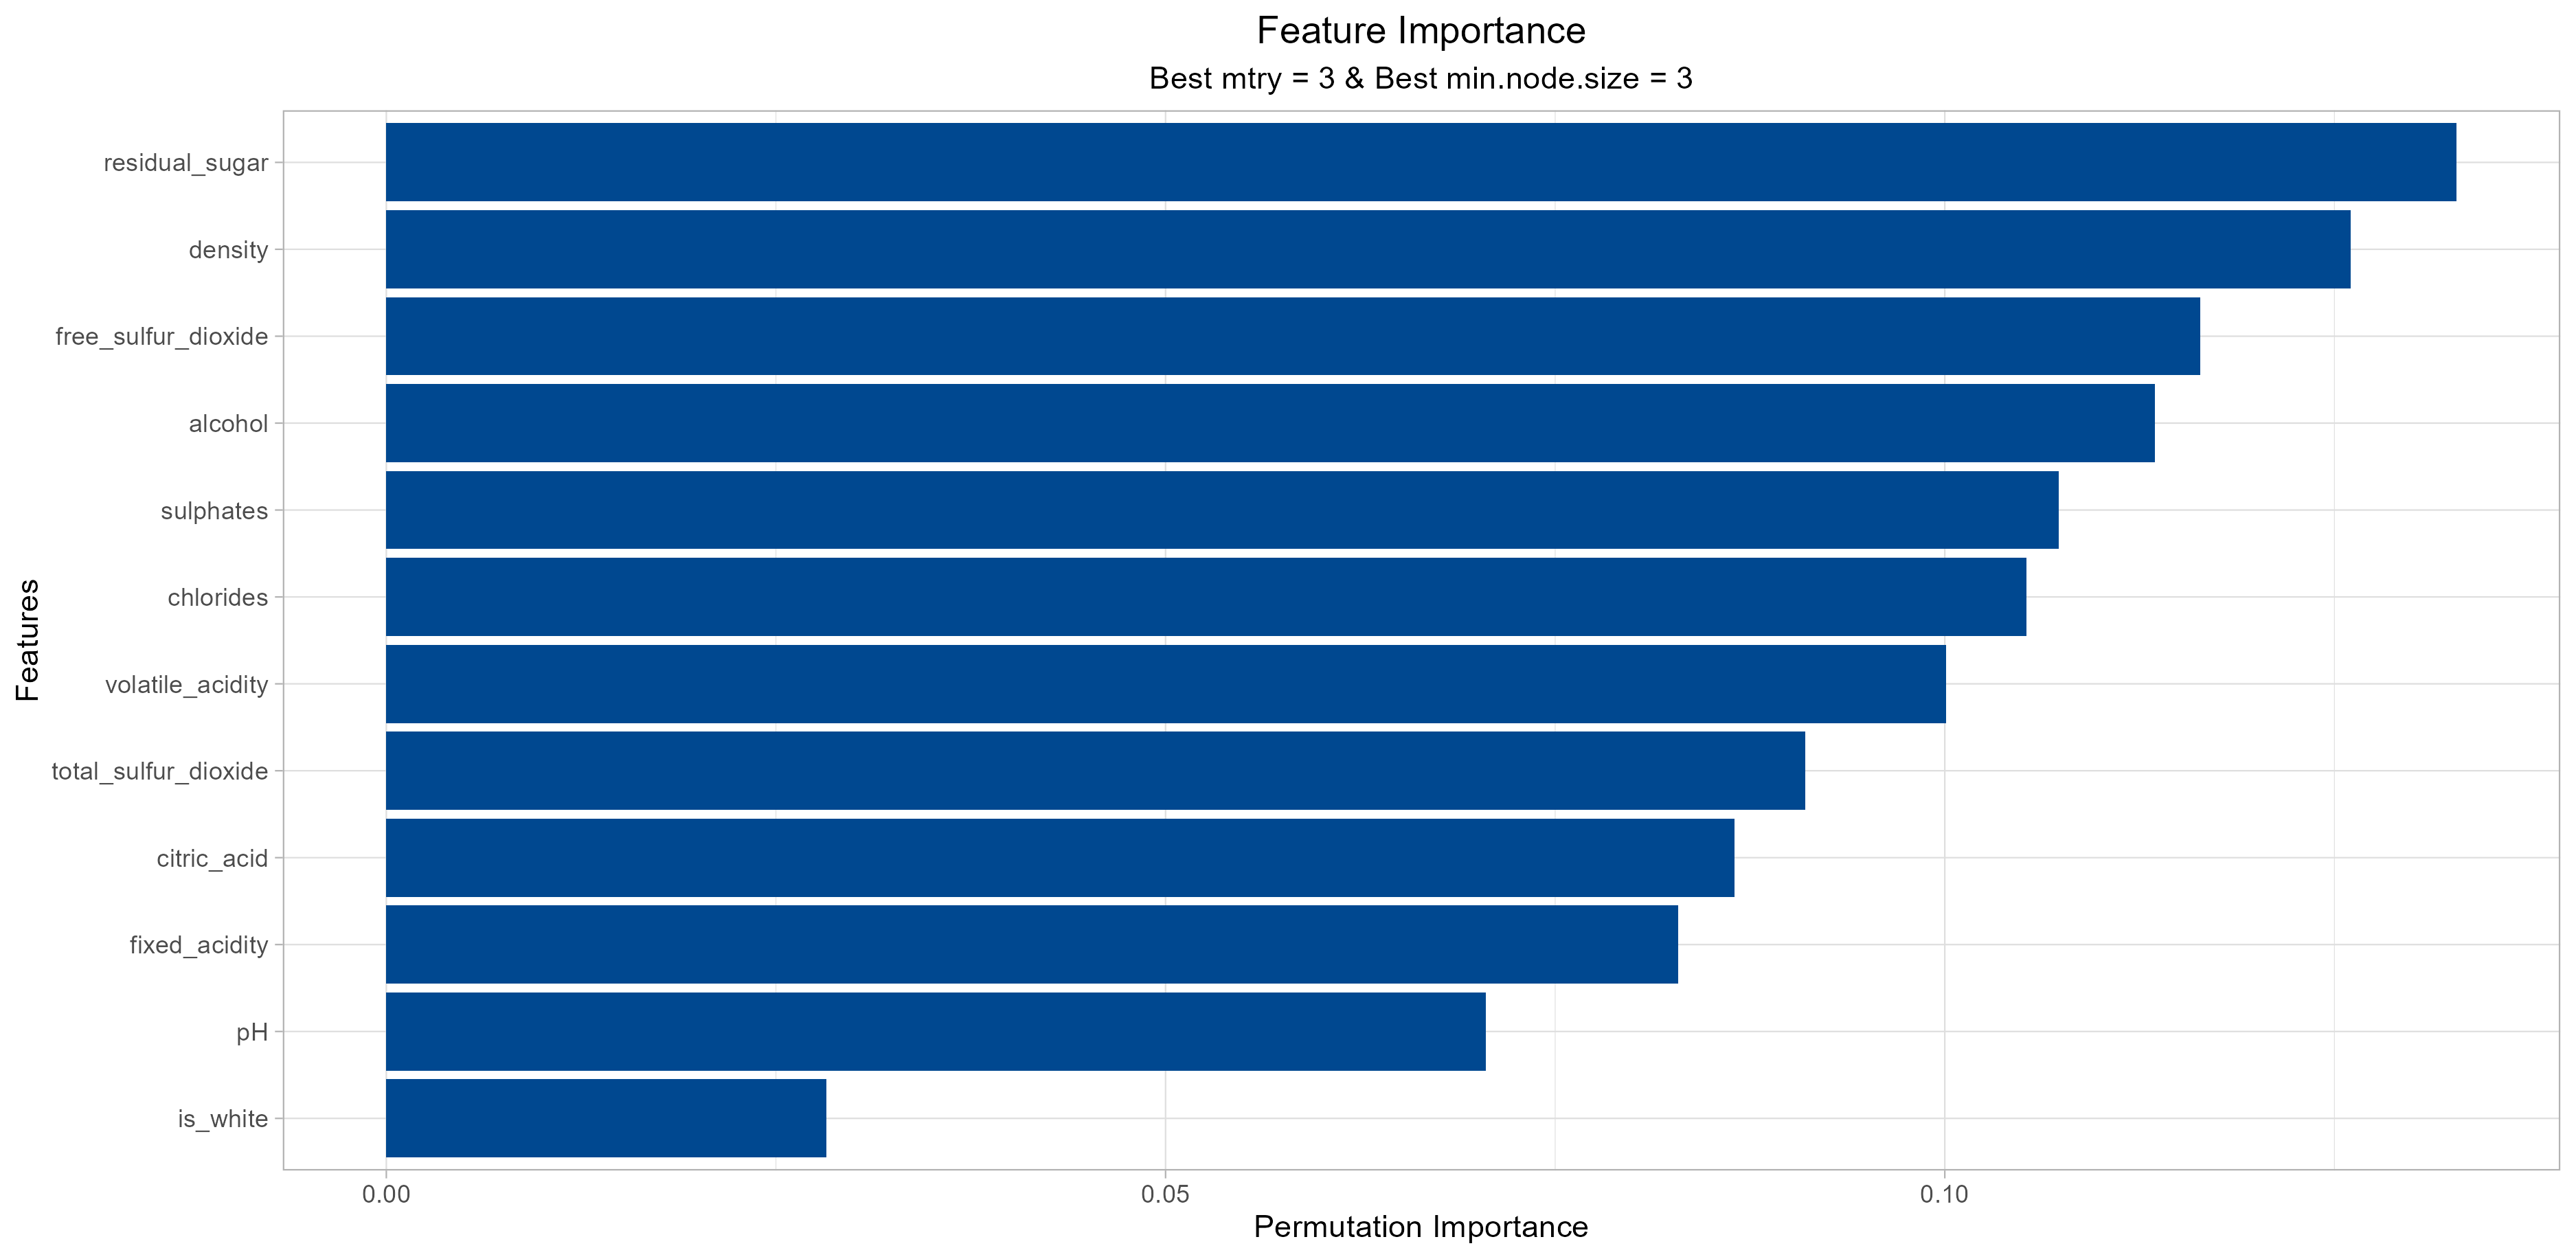 Feature Importance
Best mtry = 3 & Best min.node.size = 3
Features
residual_sugar
density
free_sulfur_dioxide
alcohol
sulphates
chlorides
volatile_acidity
total_sulfur_dioxide
citric_acid
fixed_acidity
pH
is_white
0.00 0.05 0.10
Permutation Importance